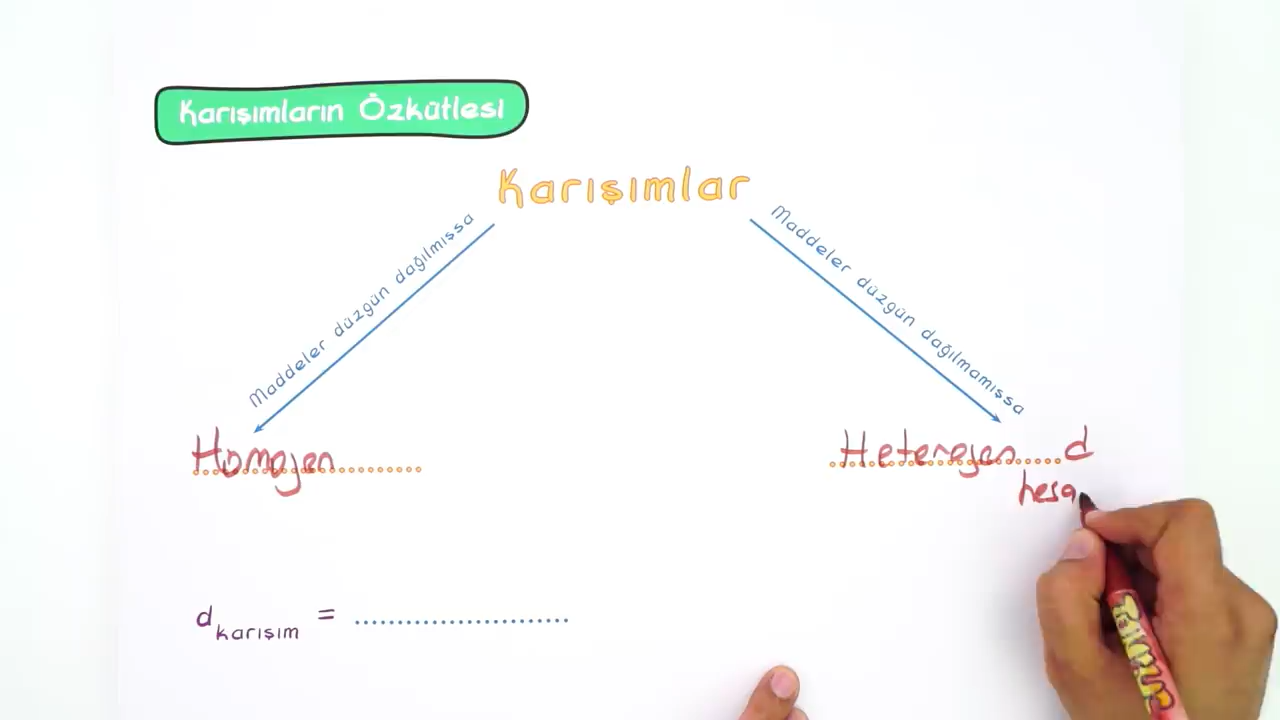 Karışımların Özkütlesi
Karışımlar
Maddeler düzgün dağılmışsa
Maddeler düzgün dağılmamışsa
Homojen
Heterojen d
hesa
d karışım =